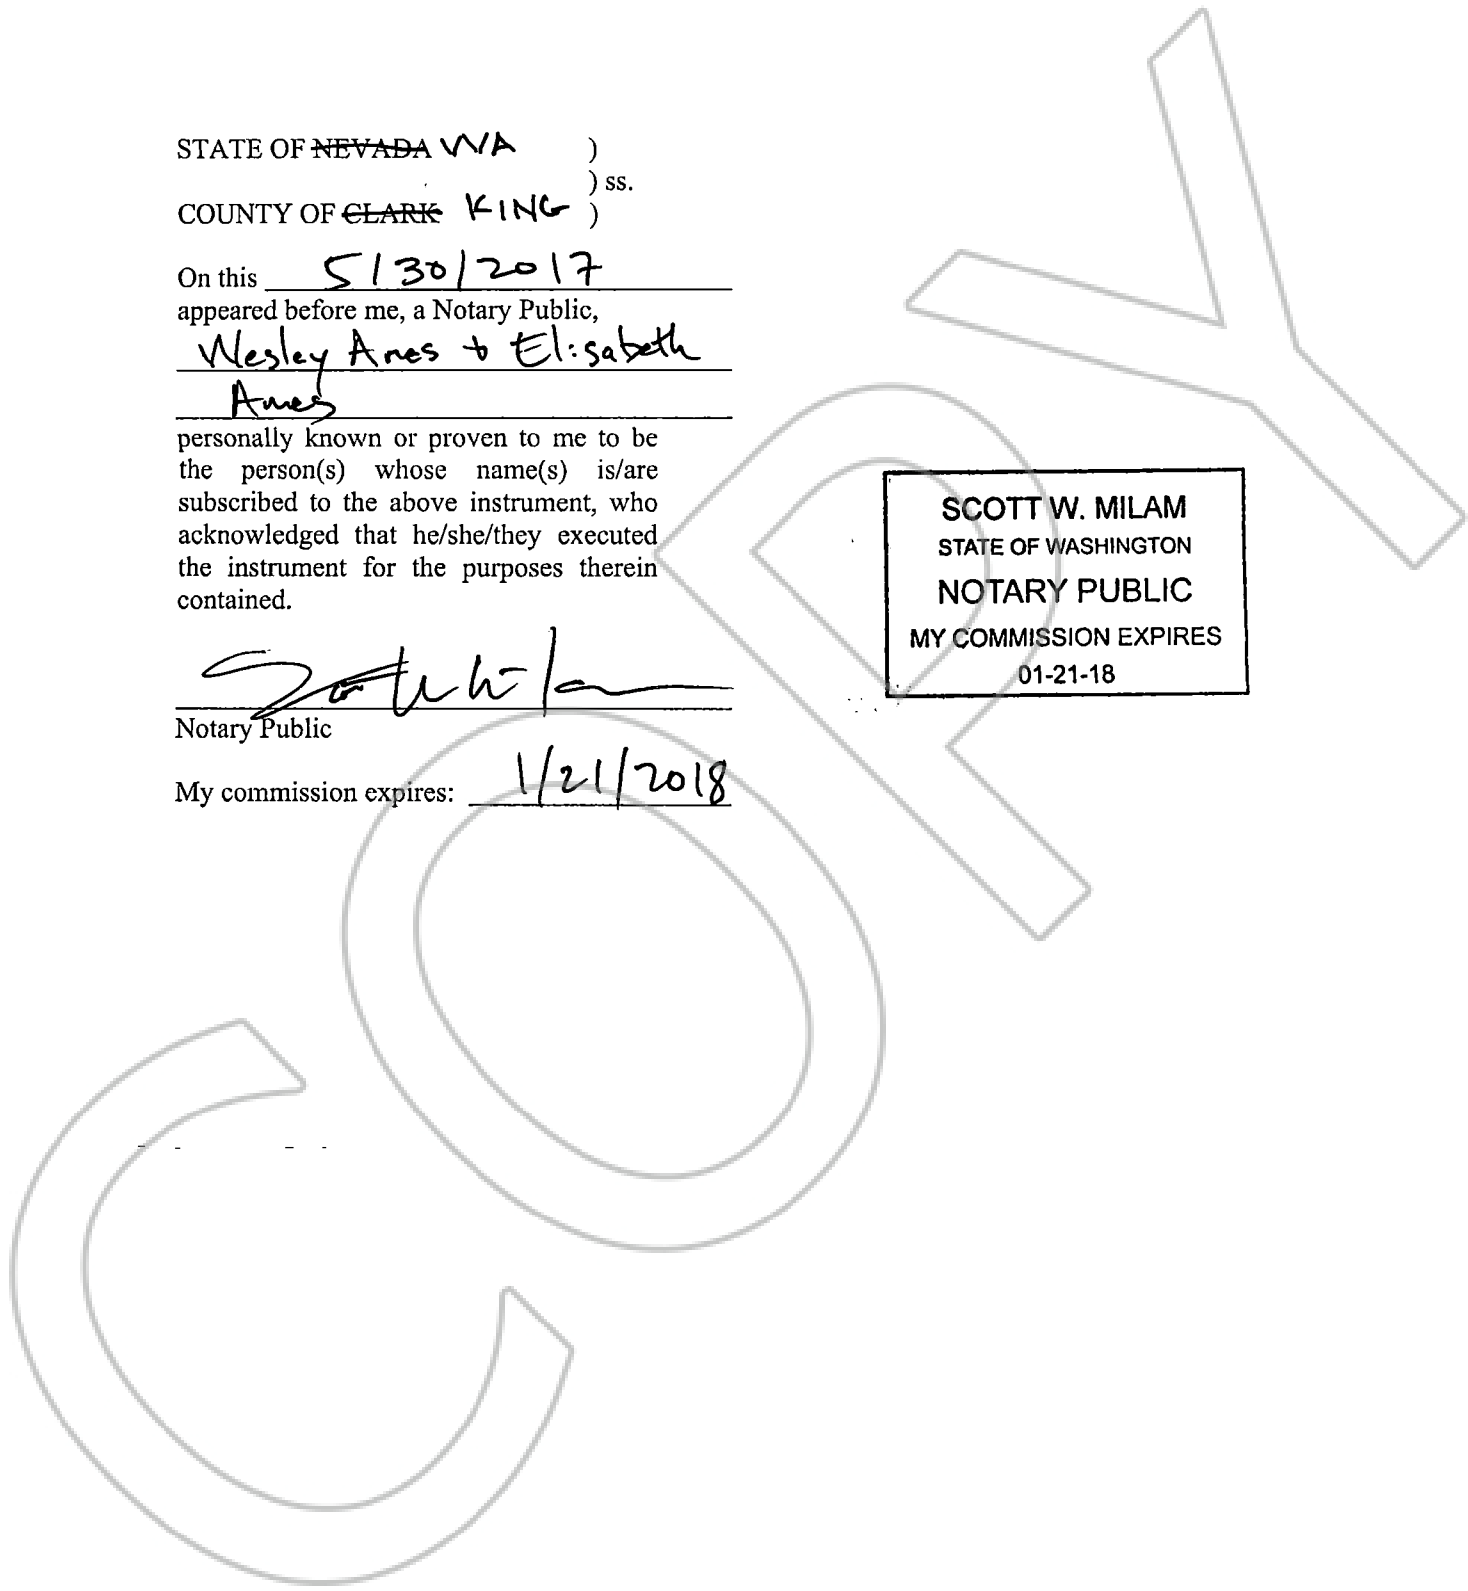 STATE OF NEVADA WA )
) ss.
COUNTY OF CLARK KING )
On this 5/30/2017
appeared before me, a Notary Public,
Wesley Ames + Elisabeth
Ames
personally known or proven to me to be
the person(s) whose name(s) is/are
subscribed to the above instrument, who
acknowledged that he/she/they executed
the instrument for the purposes therein
contained.
Notary Public
My commission expires: 1/21/2018
SCOTT W. MILAM
STATE OF WASHINGTON
NOTARY PUBLIC
MY COMMISSION EXPIRES
01-21-18
COPY